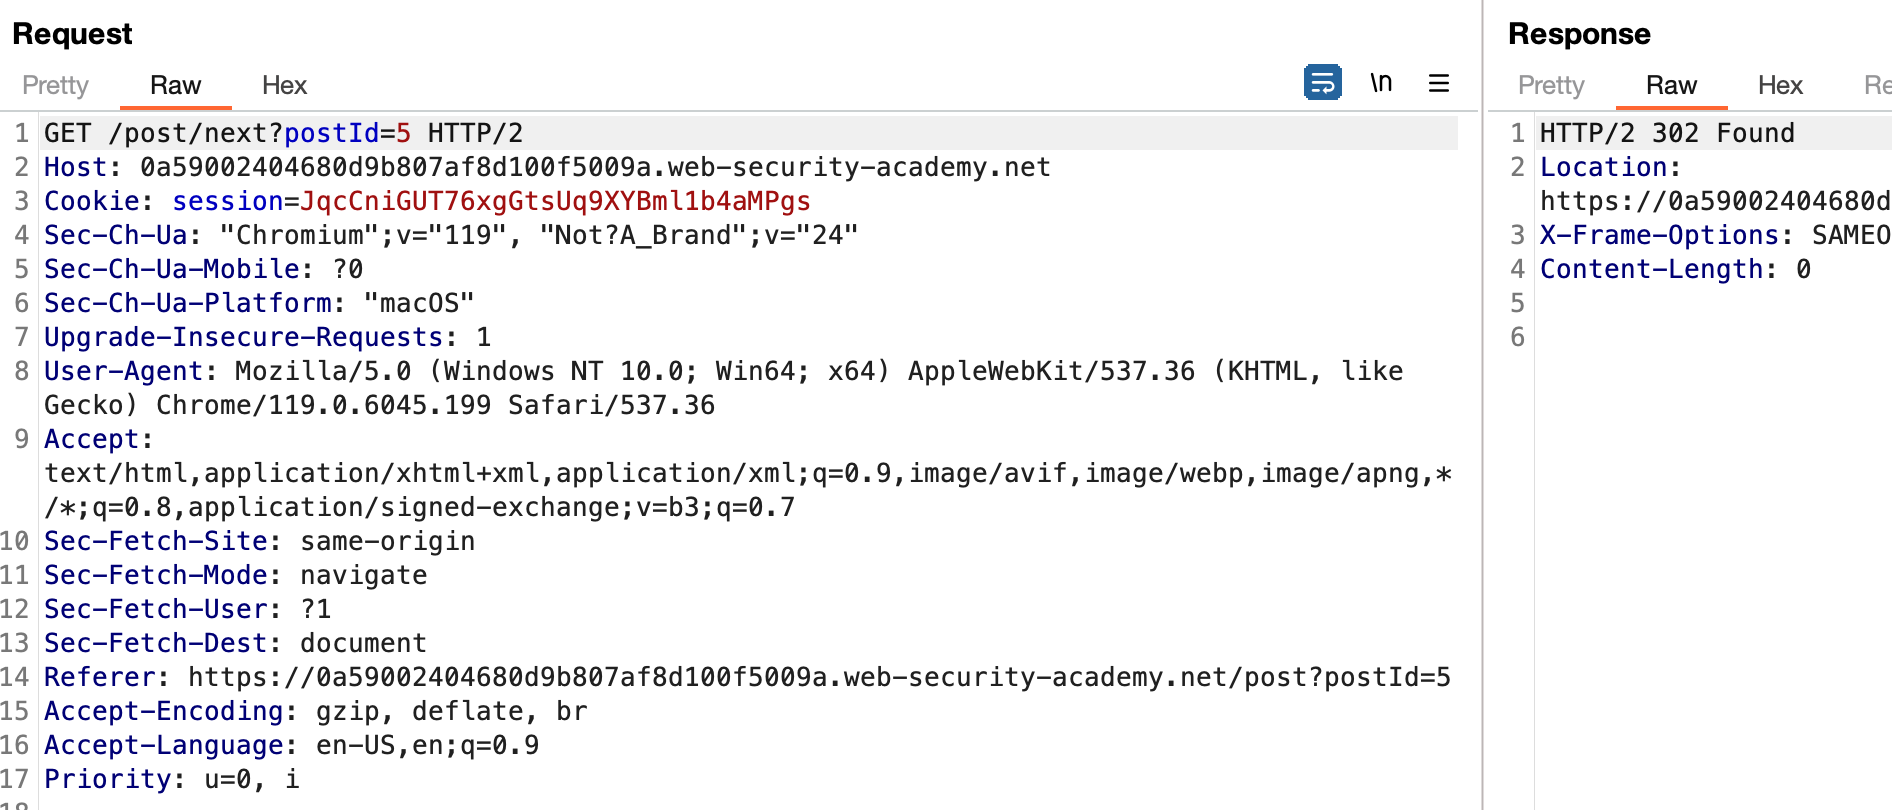 Request
Pretty Raw Hex \n
1 GET /post/next?postId=5 HTTP/2
2 Host: 0a59002404680d9b807af8d100f5009a.web-security-academy.net
3 Cookie: session=JqcCniGUT76xgGtsUq9XYBml1b4aMPgs
4 Sec-Ch-Ua: "Chromium";v="119", "Not?A_Brand";v="24"
5 Sec-Ch-Ua-Mobile: ?0
6 Sec-Ch-Ua-Platform: "macOS"
7 Upgrade-Insecure-Requests: 1
8 User-Agent: Mozilla/5.0 (Windows NT 10.0; Win64; x64) AppleWebKit/537.36 (KHTML, like
Gecko) Chrome/119.0.6045.199 Safari/537.36
9 Accept:
text/html,application/xhtml+xml,application/xml;q=0.9,image/avif,image/webp,image/apng,*
/*;q=0.8,application/signed-exchange;v=b3;q=0.7
10 Sec-Fetch-Site: same-origin
11 Sec-Fetch-Mode: navigate
12 Sec-Fetch-User: ?1
13 Sec-Fetch-Dest: document
14 Referer: https://0a59002404680d9b807af8d100f5009a.web-security-academy.net/post?postId=5
15 Accept-Encoding: gzip, deflate, br
16 Accept-Language: en-US,en;q=0.9
17 Priority: u=0, i
18
Response
Pretty Raw Hex Re
1 HTTP/2 302 Found
2 Location:
https://0a59002404680d
3 X-Frame-Options: SAMEO
4 Content-Length: 0
5
6